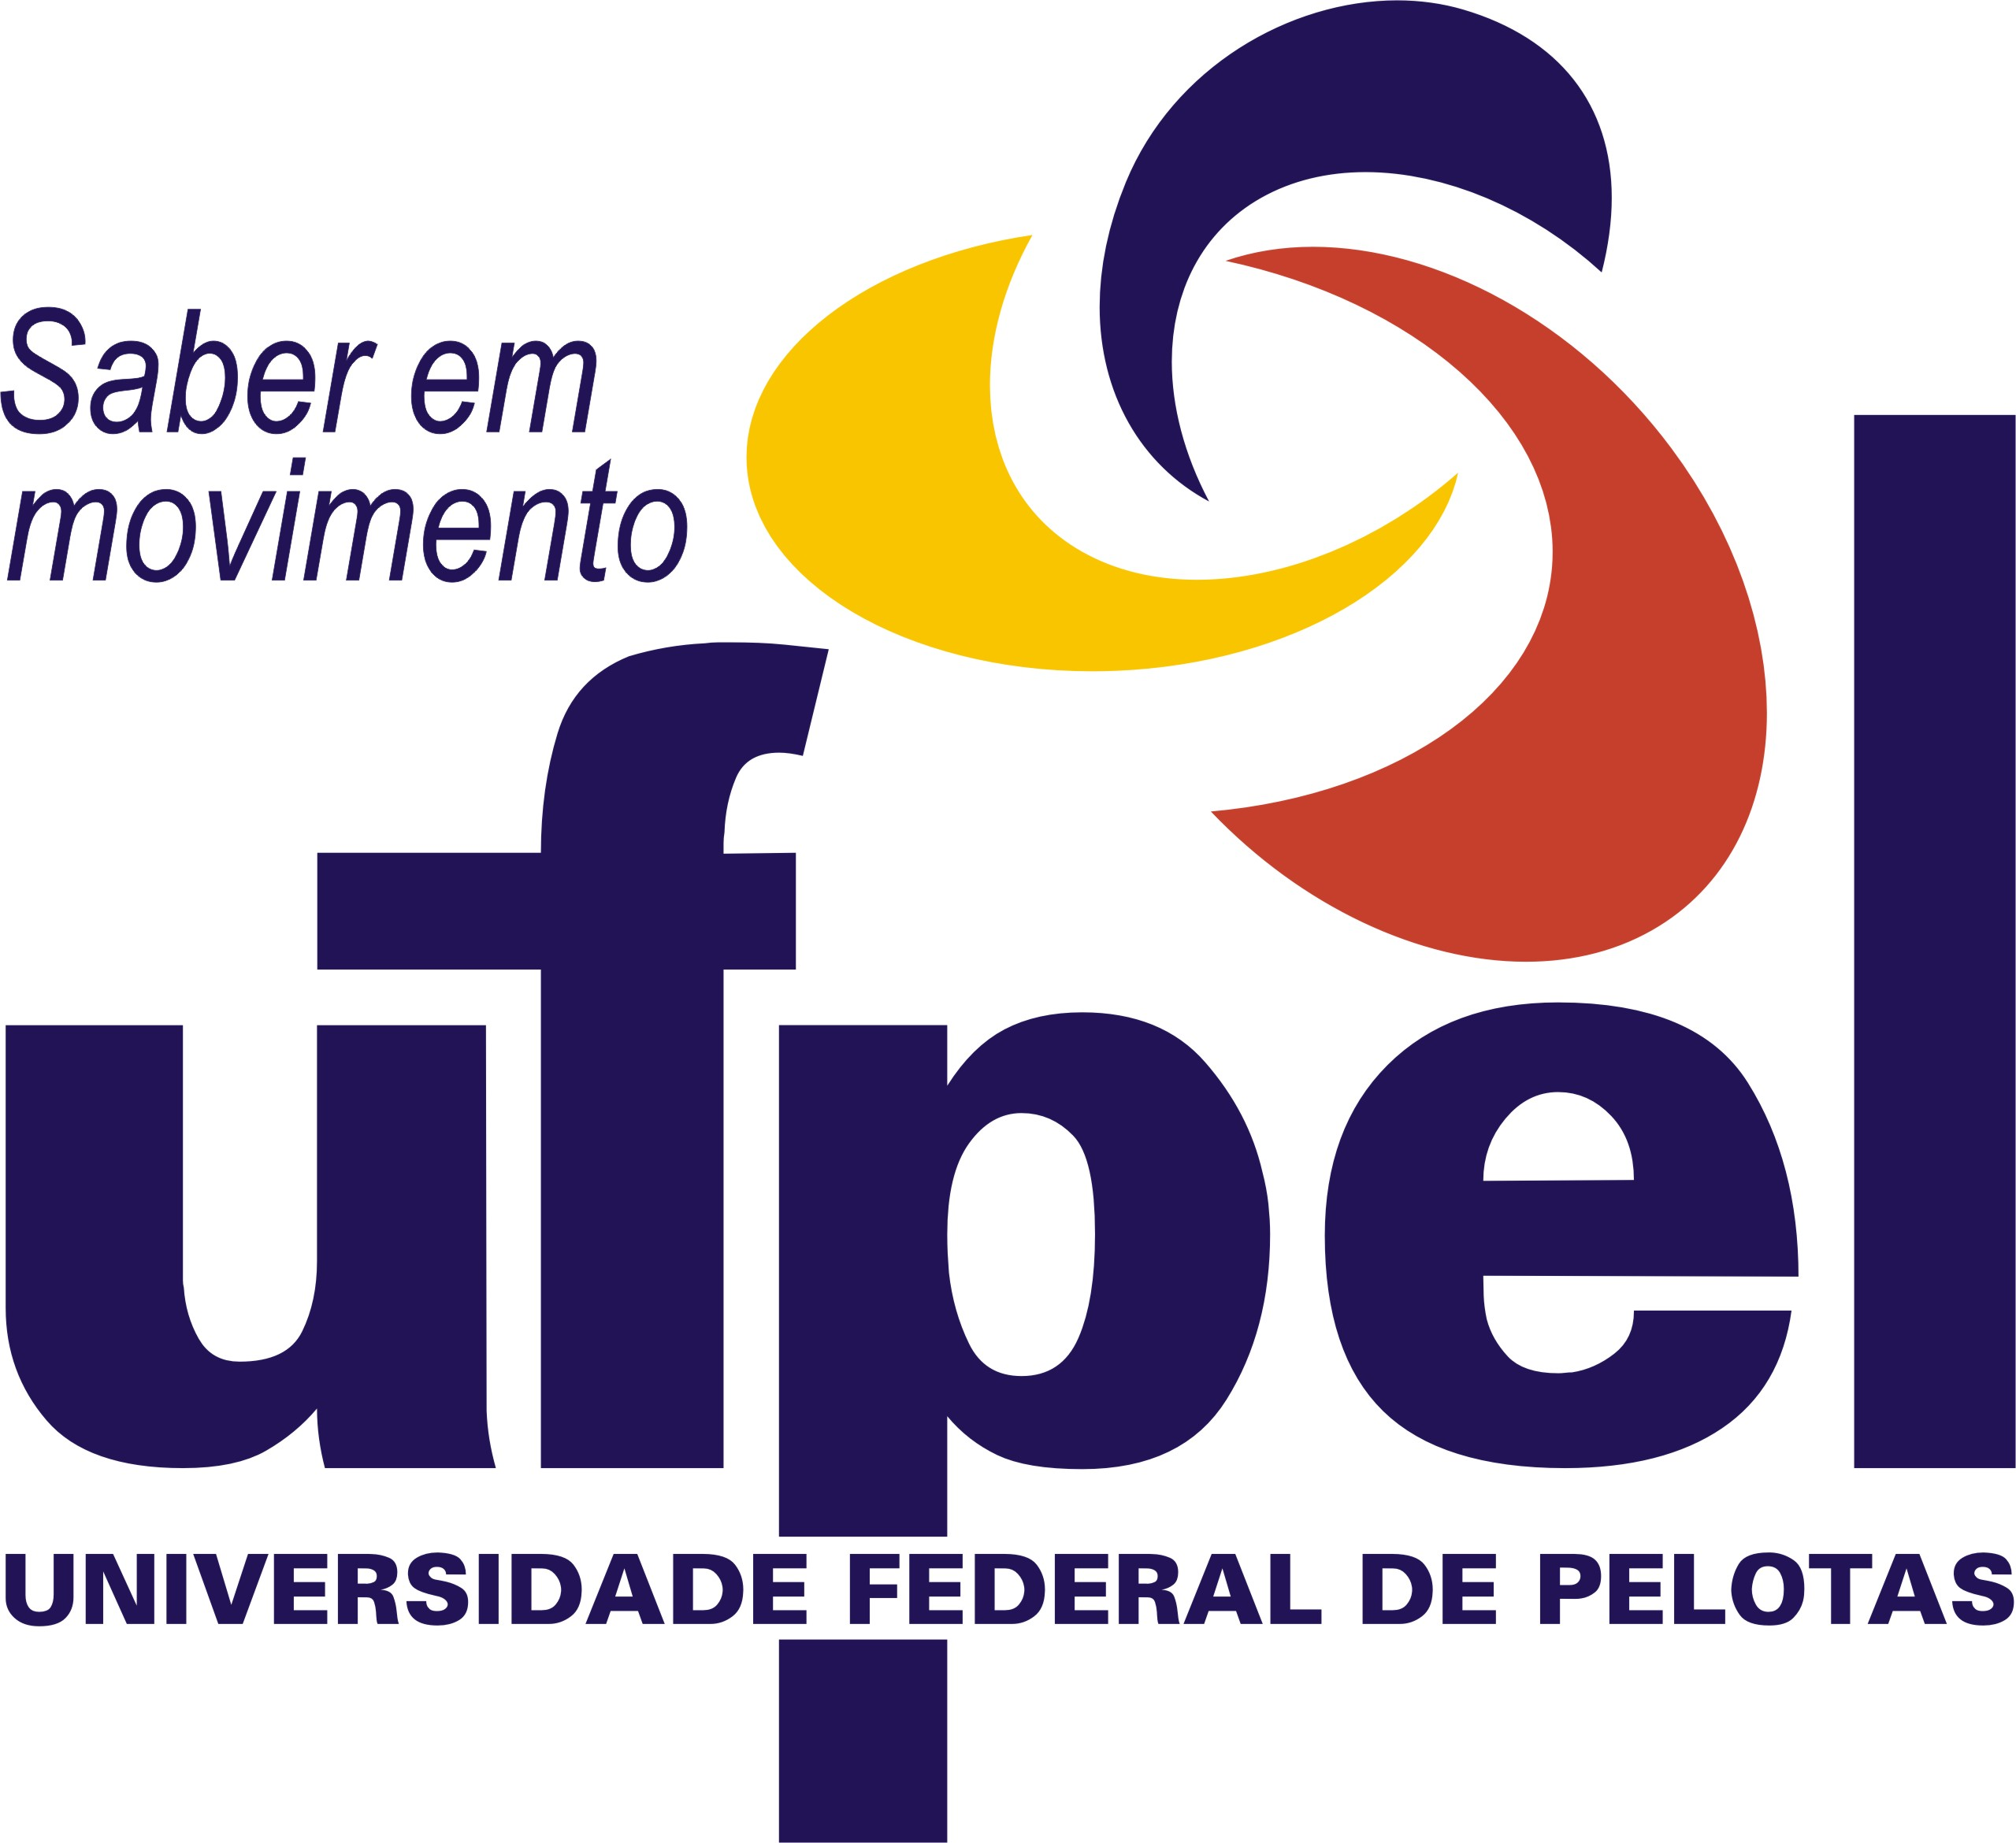 Saber em
movimento
ufpel
UNIVERSIDADE FEDERAL DE PELOTAS